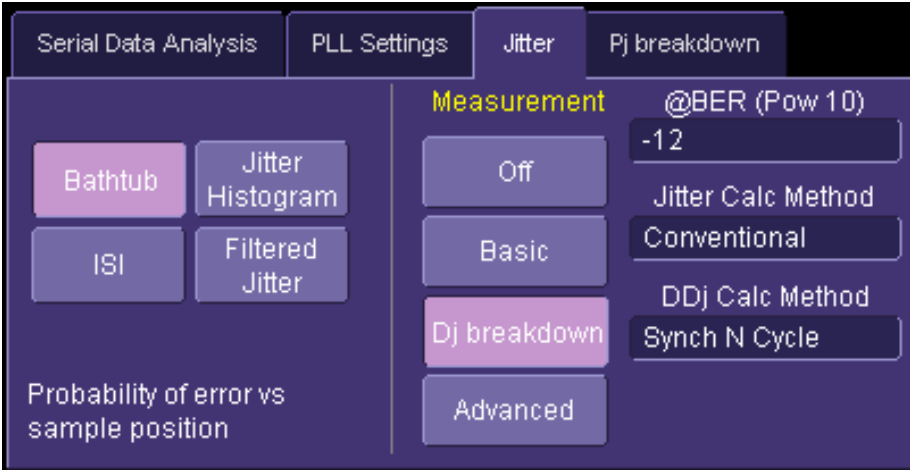 Serial Data Analysis
PLL Settings
Jitter
Pj breakdown
Bathtub
Jitter
Histogram
ISI
Filtered
Jitter
Probability of error vs
sample position
Measurement
Off
Basic
Dj breakdown
Advanced
@BER (Pow 10)
-12
Jitter Calc Method
Conventional
DDj Calc Method
Synch N Cycle